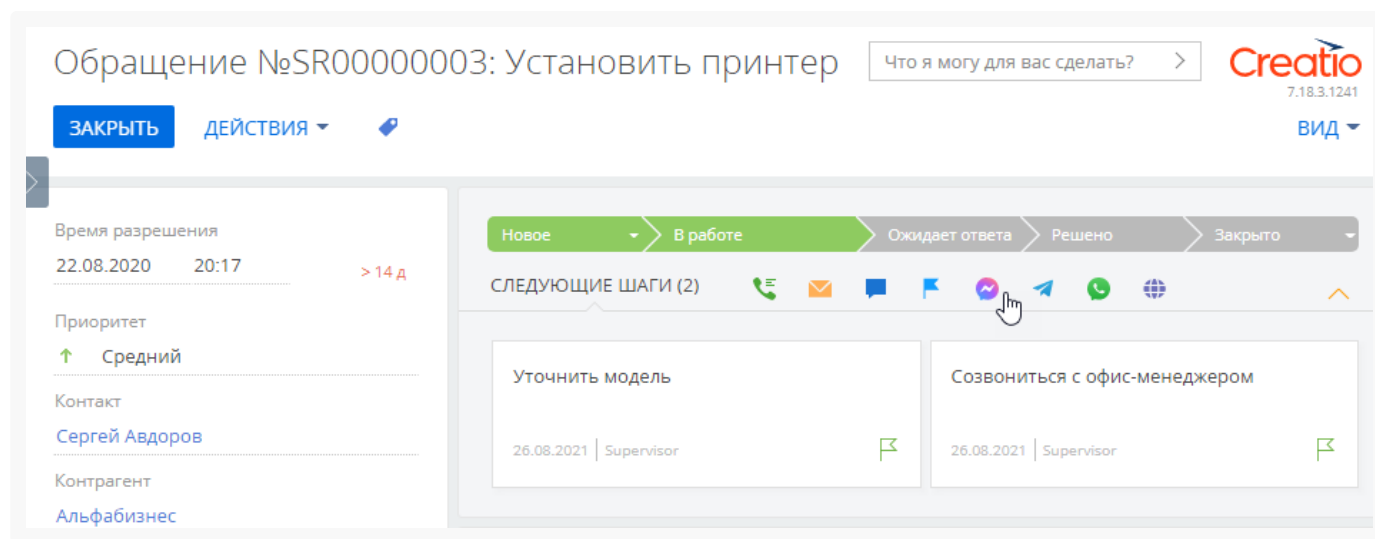 Обращение №SR00000003: Установить принтер
Что я могу для вас сделать?
Creatio
7.18.3.1241
ЗАКРЫТЬ
ДЕЙСТВИЯ
ВИД
Время разрешения
22.08.2020 20:17
> 14 д
Приоритет
Средний
Контакт
Сергей Авдоров
Контрагент
Альфабизнес
Новое
В работе
Ожидает ответа
Решено
Закрыто
СЛЕДУЮЩИЕ ШАГИ (2)
Уточнить модель
26.08.2021 | Supervisor
Созвониться с офис-менеджером
26.08.2021 | Supervisor